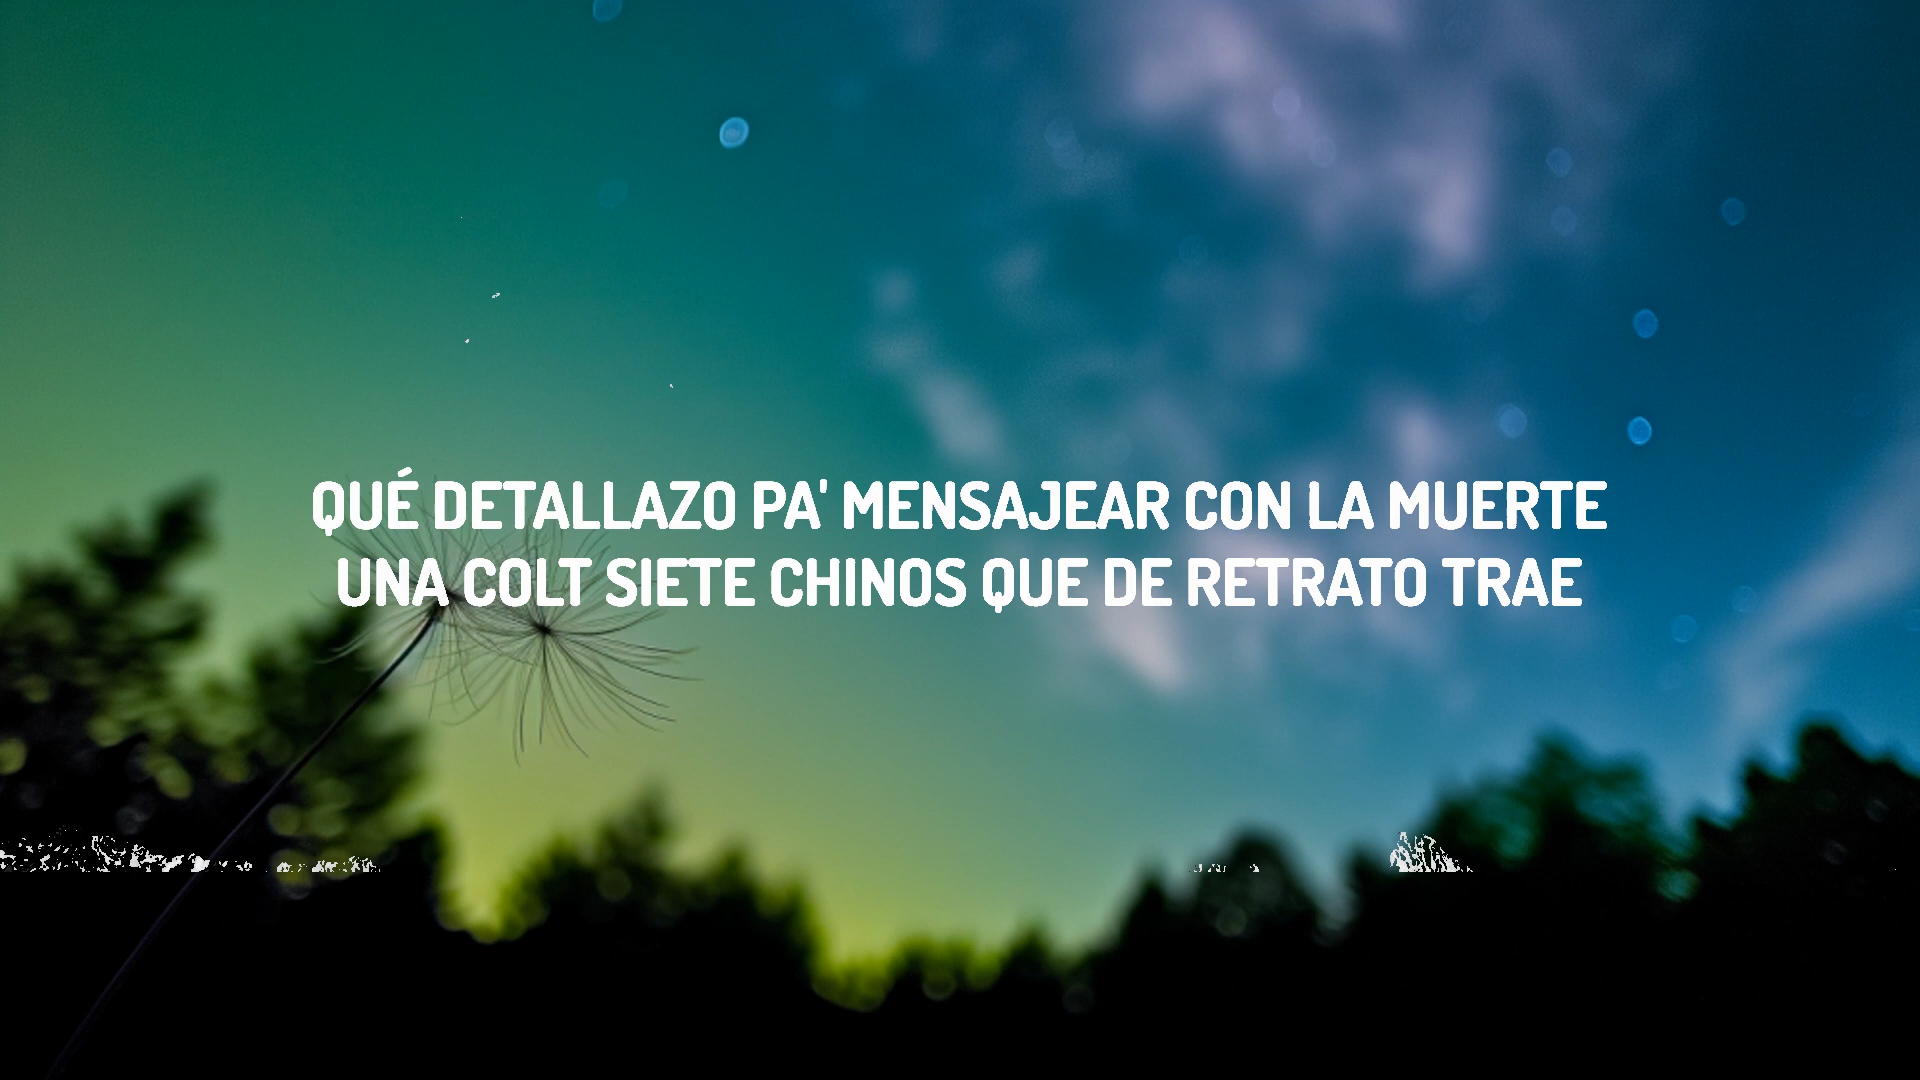 QUÉ DETALLAZO PA' MENSAJEAR CON LA MUERTE
UNA COLT SIETE CHINOS QUE DE RETRATO TRAE